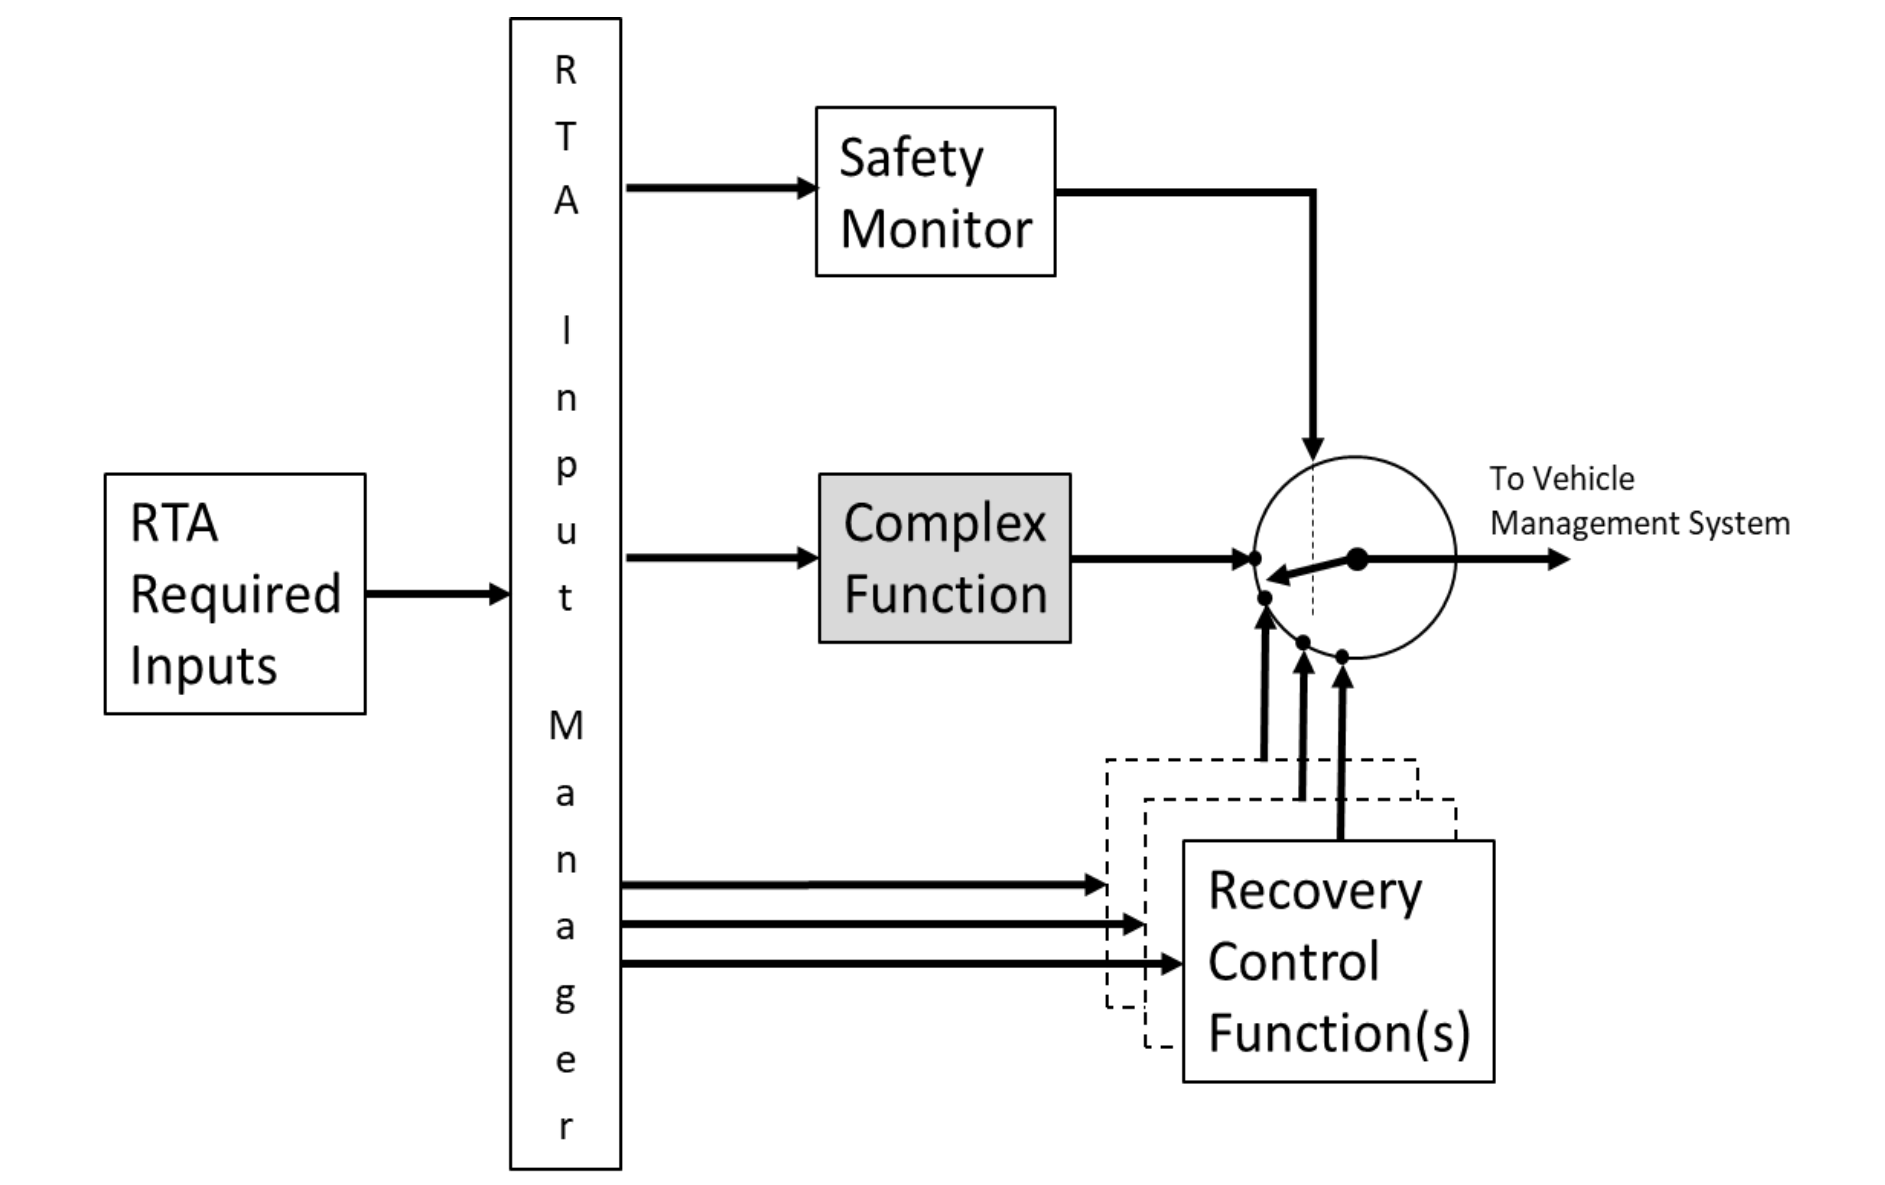 RTA
Required
Inputs
R
T
A
I
n
p
u
t
M
a
n
a
g
e
r
Safety
Monitor
Complex
Function
To Vehicle
Management System
Recovery
Control
Function(s)